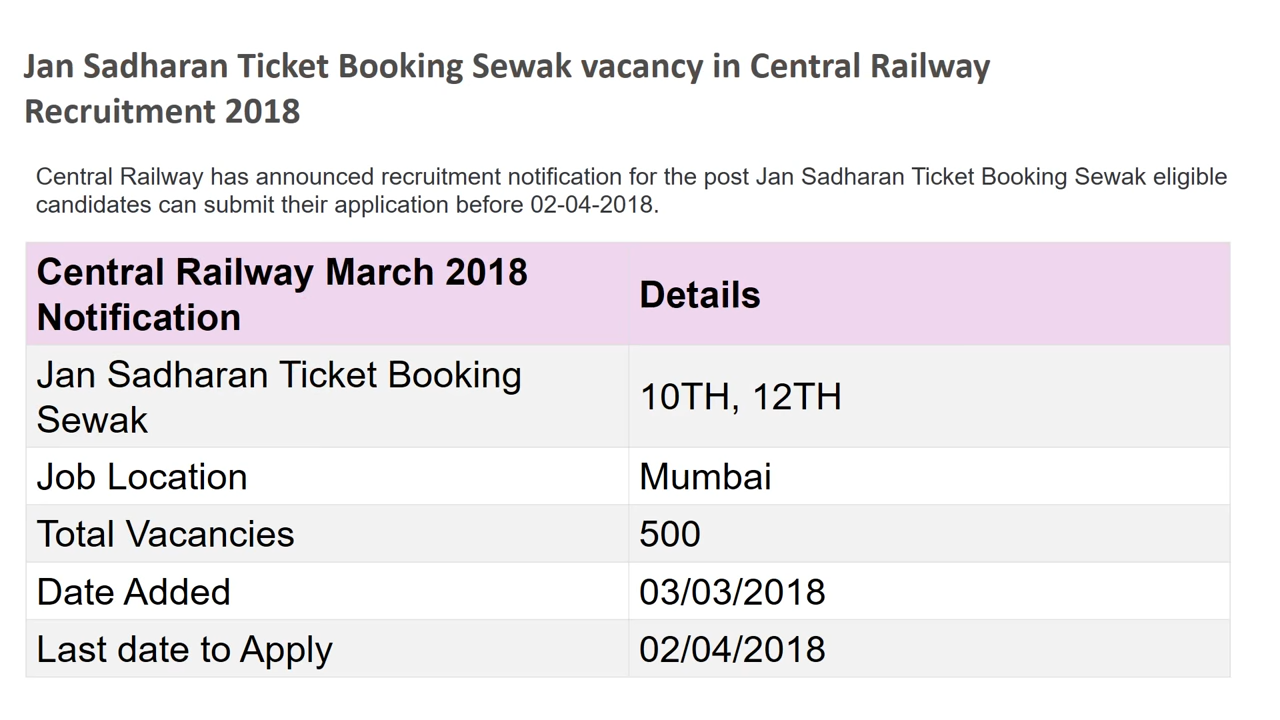 Jan Sadharan Ticket Booking Sewak vacancy in Central Railway
Recruitment 2018
Central Railway has announced recruitment notification for the post Jan Sadharan Ticket Booking Sewak eligible
candidates can submit their application before 02-04-2018.
Central Railway March 2018
Notification
Details
Jan Sadharan Ticket Booking
Sewak
10TH, 12TH
Job Location
Mumbai
Total Vacancies
500
Date Added
03/03/2018
Last date to Apply
02/04/2018